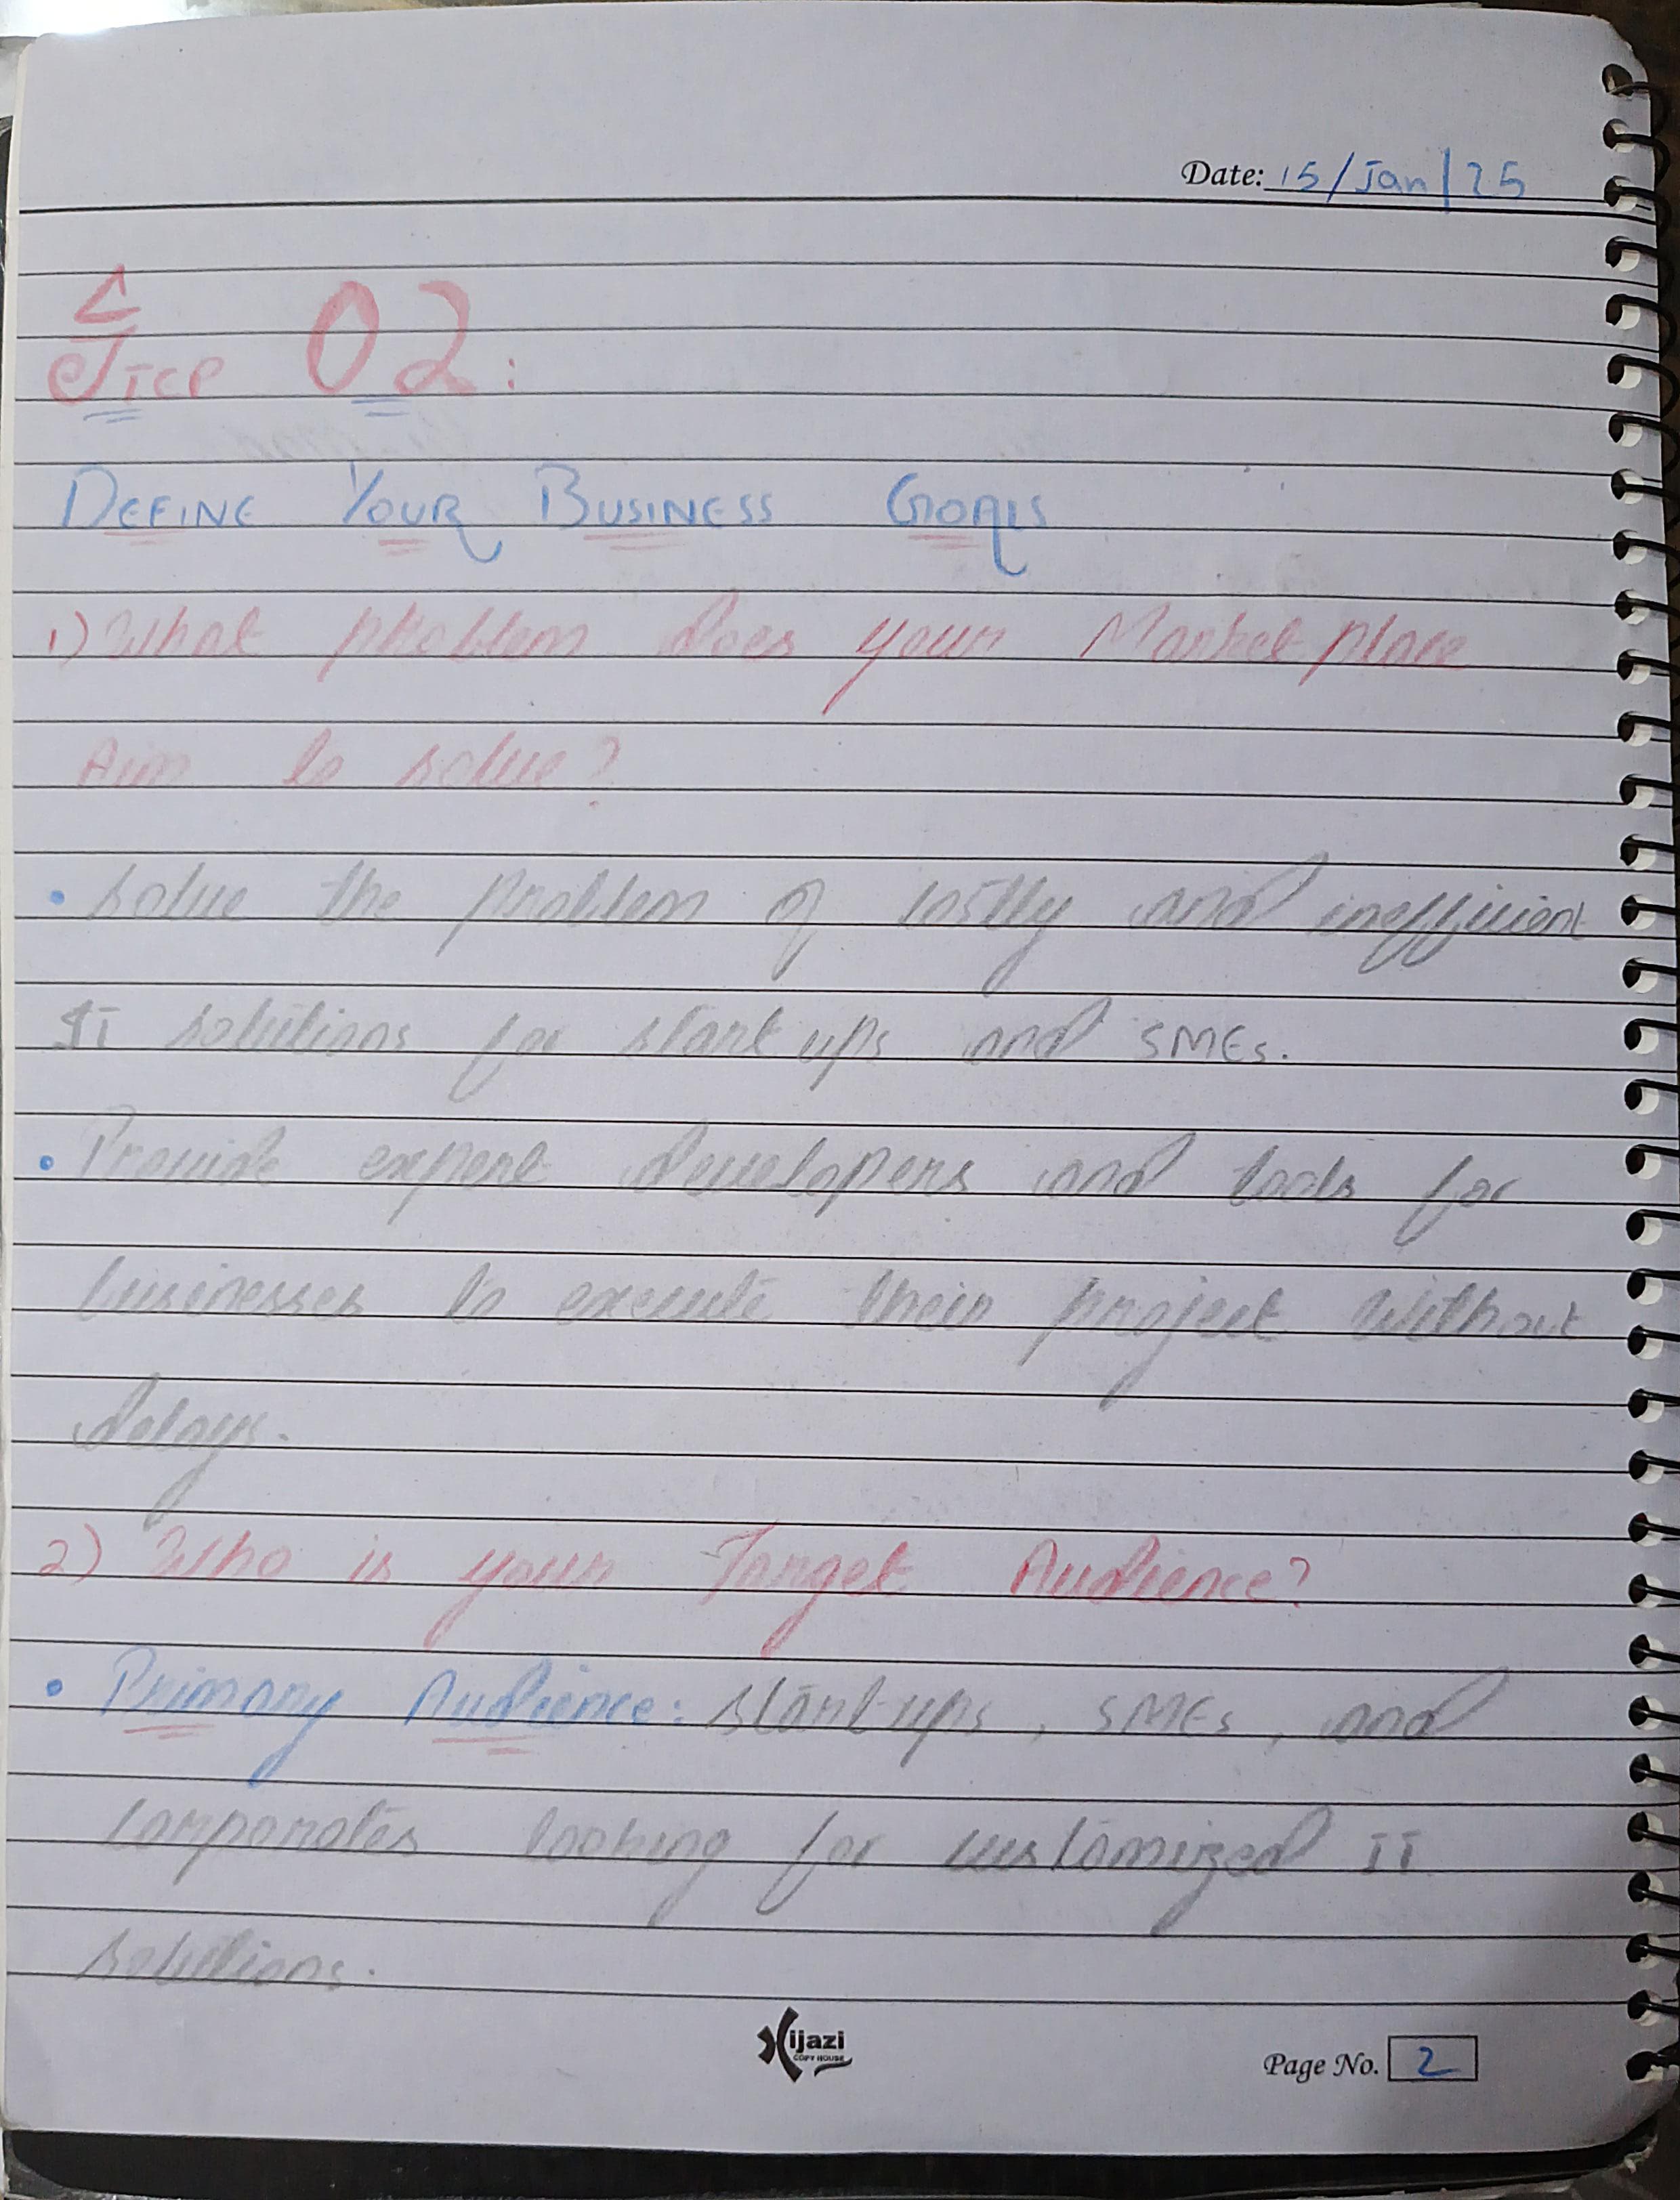 Date: 15/Jan/25
Step 02:
DEFINE YOUR BUSINESS GOALS
1) What problem does your Market place
Aim to solve?
• solve the problem of costly and inefficient
IT solutions for start ups and SMEs.
• Provide expert developers and tools for
businesses to execute their project without
delays.
2) Who is your Target Audience?
• Primary Audience: start-ups, SMEs, and
corporates looking for customized IT
solutions.
Hijazi
COPY HOUSE
Page No. 2